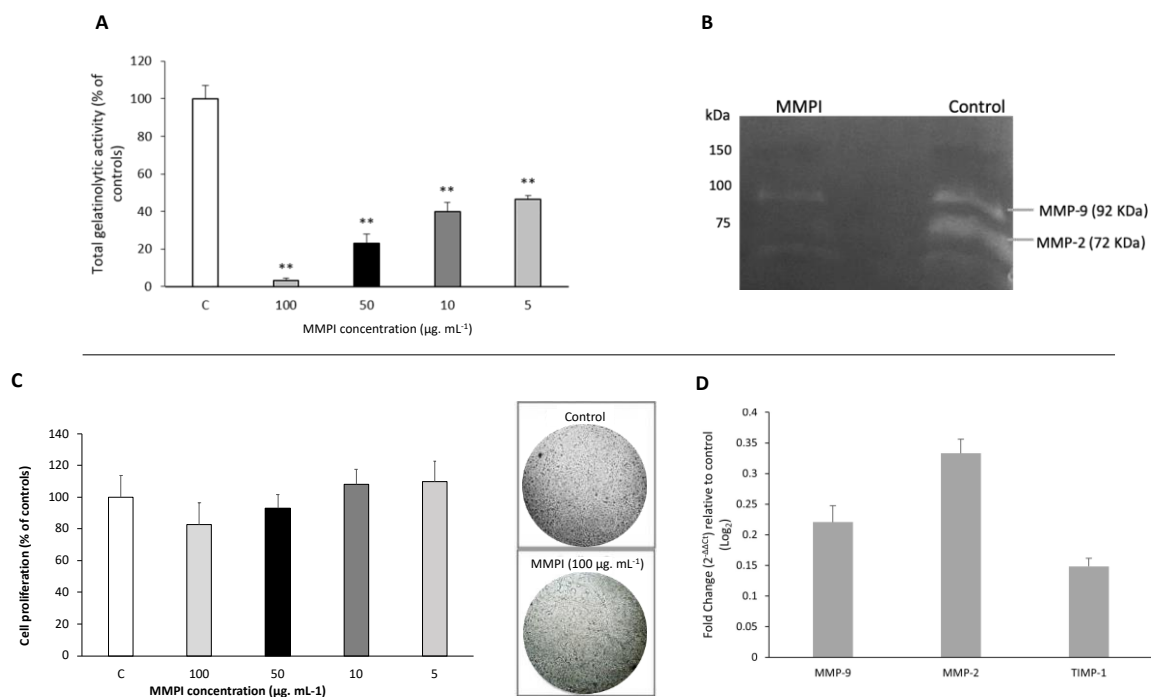 A
Total gelatinolytic activity (% of
controls)
120
100
80
60
40
20
0
**
**
**
**
C 100 50 10 5
MMPI concentration (µg. mL-1)
B
MMPI Control
kDa
150
100
75
MMP-9 (92 KDa)
MMP-2 (72 KDa)
C
Cell proliferation (% of controls)
140
120
100
80
60
40
20
0
C 100 50 10 5
MMPI concentration (µg. mL-1)
Control
MMPI (100 µg. mL-1)
D
Fold Change (2-ΔΔCt) relative to control
(Log2)
0.4
0.35
0.3
0.25
0.2
0.15
0.1
0.05
0
MMP-9 MMP-2 TIMP-1